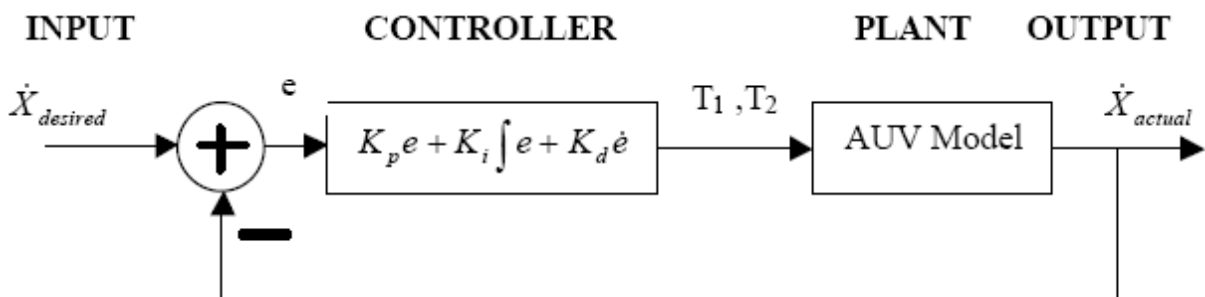 INPUT CONTROLLER PLANT OUTPUT
Ẋ_desired
+
−
e
K_p e + K_i ∫ e + K_d ė
T₁ ,T₂
AUV Model
Ẋ_actual